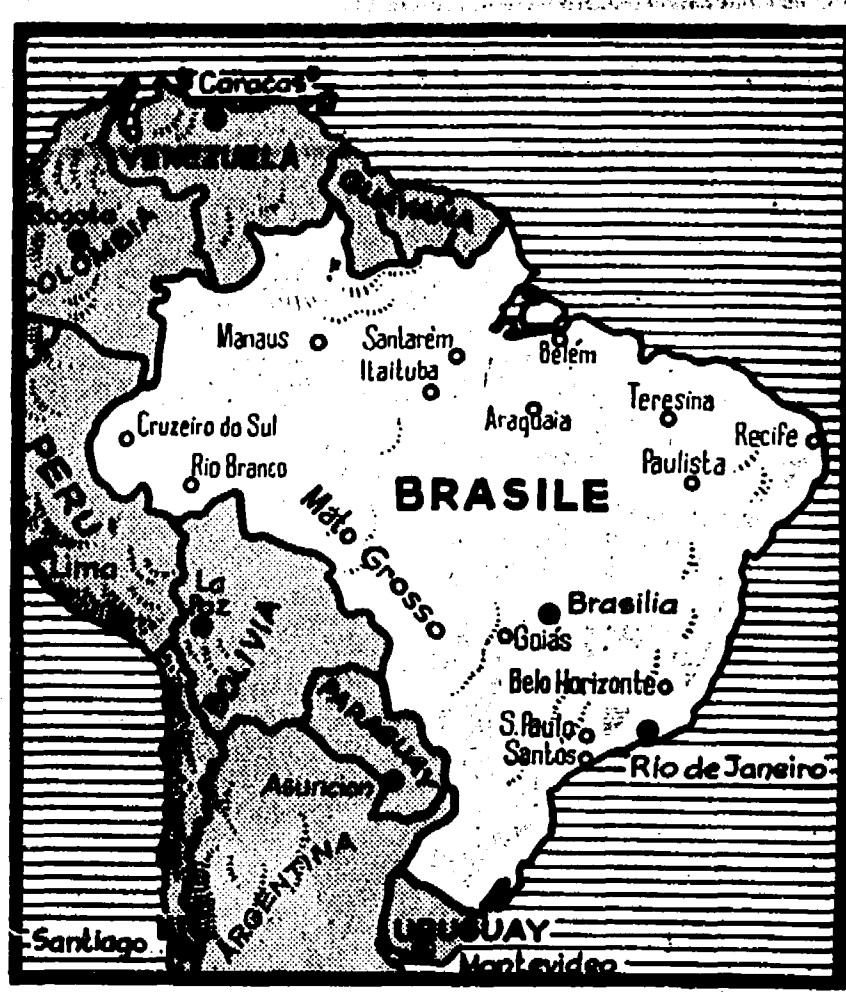 Caracas
VENEZUELA
GUAYANA
Bogotá
COLOMBIA
Manaus
Santarém
Itaituba
Belém
Araguaia
Teresina
Recife
Cruzeiro do Sul
Rio Branco
Paulista
BRASILE
PERU
Mato Grosso
Lima
La
Paz
BOLIVIA
Brasilia
Goiás
Belo Horizonte
S. Paulo
Santos
Rio de Janeiro
PARAGUAY
Asuncion
ARGENTINA
Santiago
URUGUAY
Montevideo